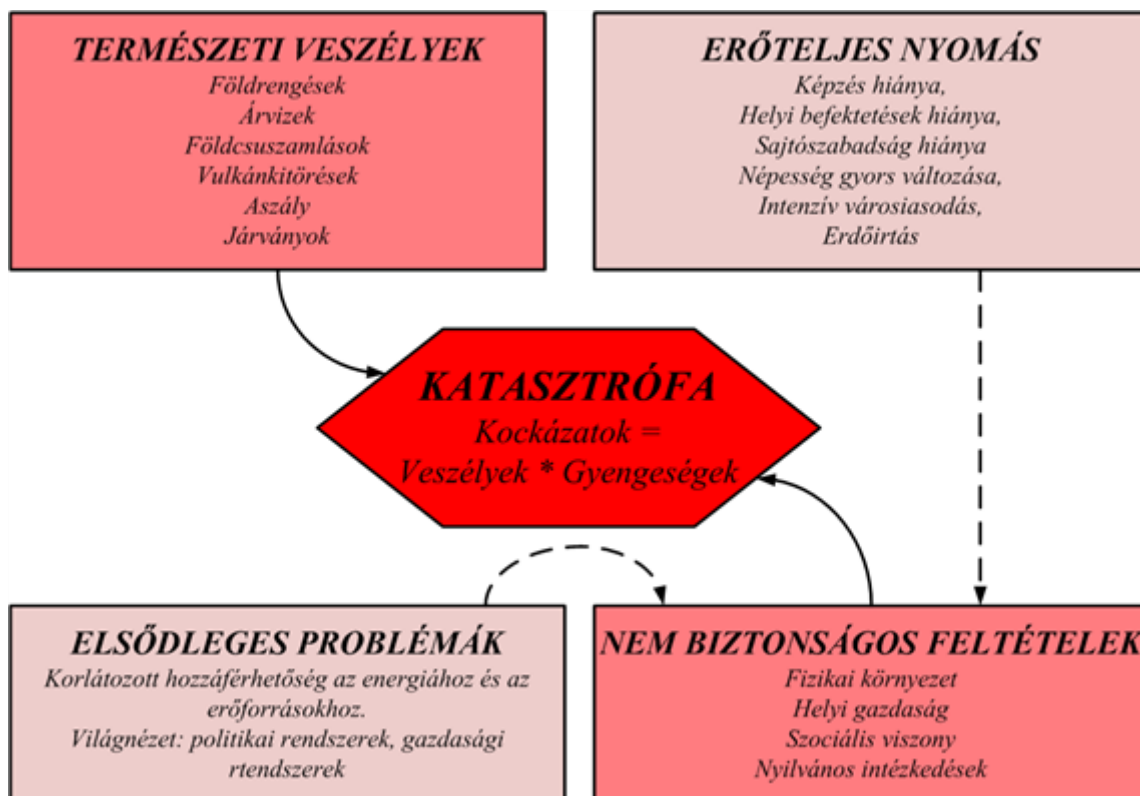 TERMÉSZETI VESZÉLYEK
Földrengések
Árvizek
Földcsuszamlások
Vulkánkitörések
Aszály
Járványok
ERŐTELJES NYOMÁS
Képzés hiánya,
Helyi befektetések hiánya,
Sajtószabadság hiánya
Népesség gyors változása,
Intenzív városiasodás,
Erdőirtás
KATASZTRÓFA
Kockázatok =
Veszélyek * Gyengeségek
ELSŐDLEGES PROBLÉMÁK
Korlátozott hozzáférhetőség az energiához és az
erőforrásokhoz.
Világnézet: politikai rendszerek, gazdasági
rtendszerek
NEM BIZTONSÁGOS FELTÉTELEK
Fizikai környezet
Helyi gazdaság
Szociális viszony
Nyilvános intézkedések